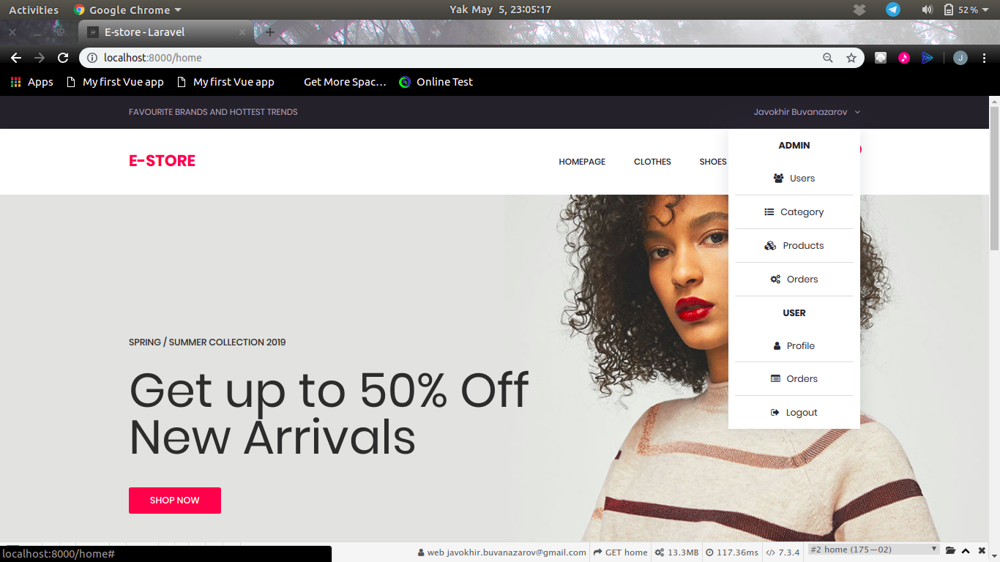 Activities Google Chrome Yak May 5, 23:05:17 52 %
E-store - Laravel
localhost:8000/home J
Apps My first Vue app My first Vue app Get More Spac… Online Test
FAVOURITE BRANDS AND HOTTEST TRENDS Javokhir Buvanazarov
E-STORE HOMEPAGE CLOTHES SHOES
ADMIN
Users
Category
Products
Orders
USER
Profile
Orders
Logout
SPRING / SUMMER COLLECTION 2019
Get up to 50% Off
New Arrivals
SHOP NOW
localhost:8000/home#
web javokhir.buvanazarov@gmail.com GET home 13.3MB 117.36ms 7.3.4 #2 home (175—02)